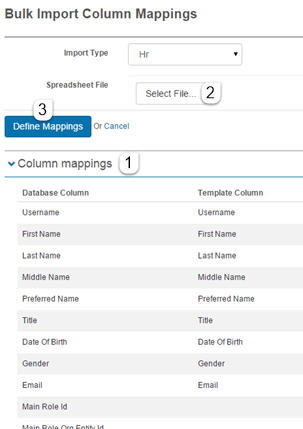 Bulk Import Column Mappings
Import Type Hr
Spreadsheet File Select File... 2
3
Define Mappings Or Cancel
Column mappings 1
Database Column Template Column
Username Username
First Name First Name
Last Name Last Name
Middle Name Middle Name
Preferred Name Preferred Name
Title Title
Date Of Birth Date Of Birth
Gender Gender
Email Email
Main Role Id
Main Role Org Entity Id